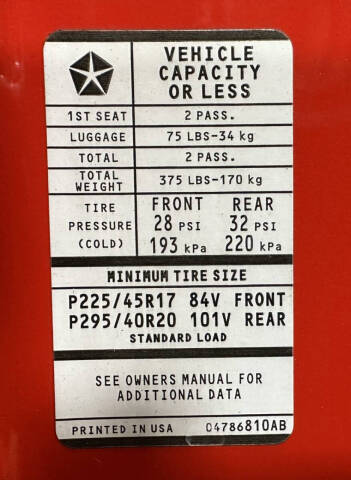 VEHICLE
CAPACITY
OR LESS
1ST SEAT 2 PASS.
LUGGAGE 75 LBS-34 kg
TOTAL 2 PASS.
TOTAL WEIGHT 375 LBS-170 kg
TIRE PRESSURE (COLD)
FRONT REAR
28 PSI 32 PSI
193 kPa 220 kPa
MINIMUM TIRE SIZE
P225/45R17 84V FRONT
P295/40R20 101V REAR
STANDARD LOAD
SEE OWNERS MANUAL FOR
ADDITIONAL DATA
PRINTED IN USA 04786810AB